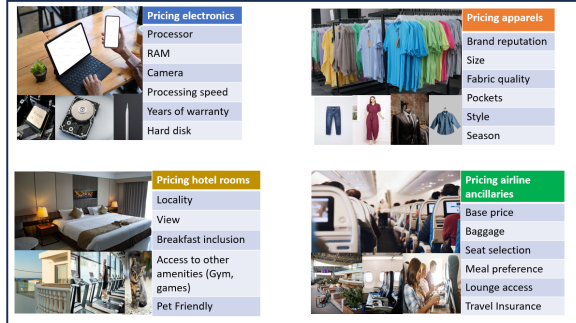 Pricing electronics
Processor
RAM
Camera
Processing speed
Years of warranty
Hard disk
Pricing apparels
Brand reputation
Size
Fabric quality
Pockets
Style
Season
Pricing hotel rooms
Locality
View
Breakfast inclusion
Access to other
amenities (Gym,
games)
Pet Friendly
Pricing airline
ancillaries
Base price
Baggage
Seat selection
Meal preference
Lounge access
Travel Insurance